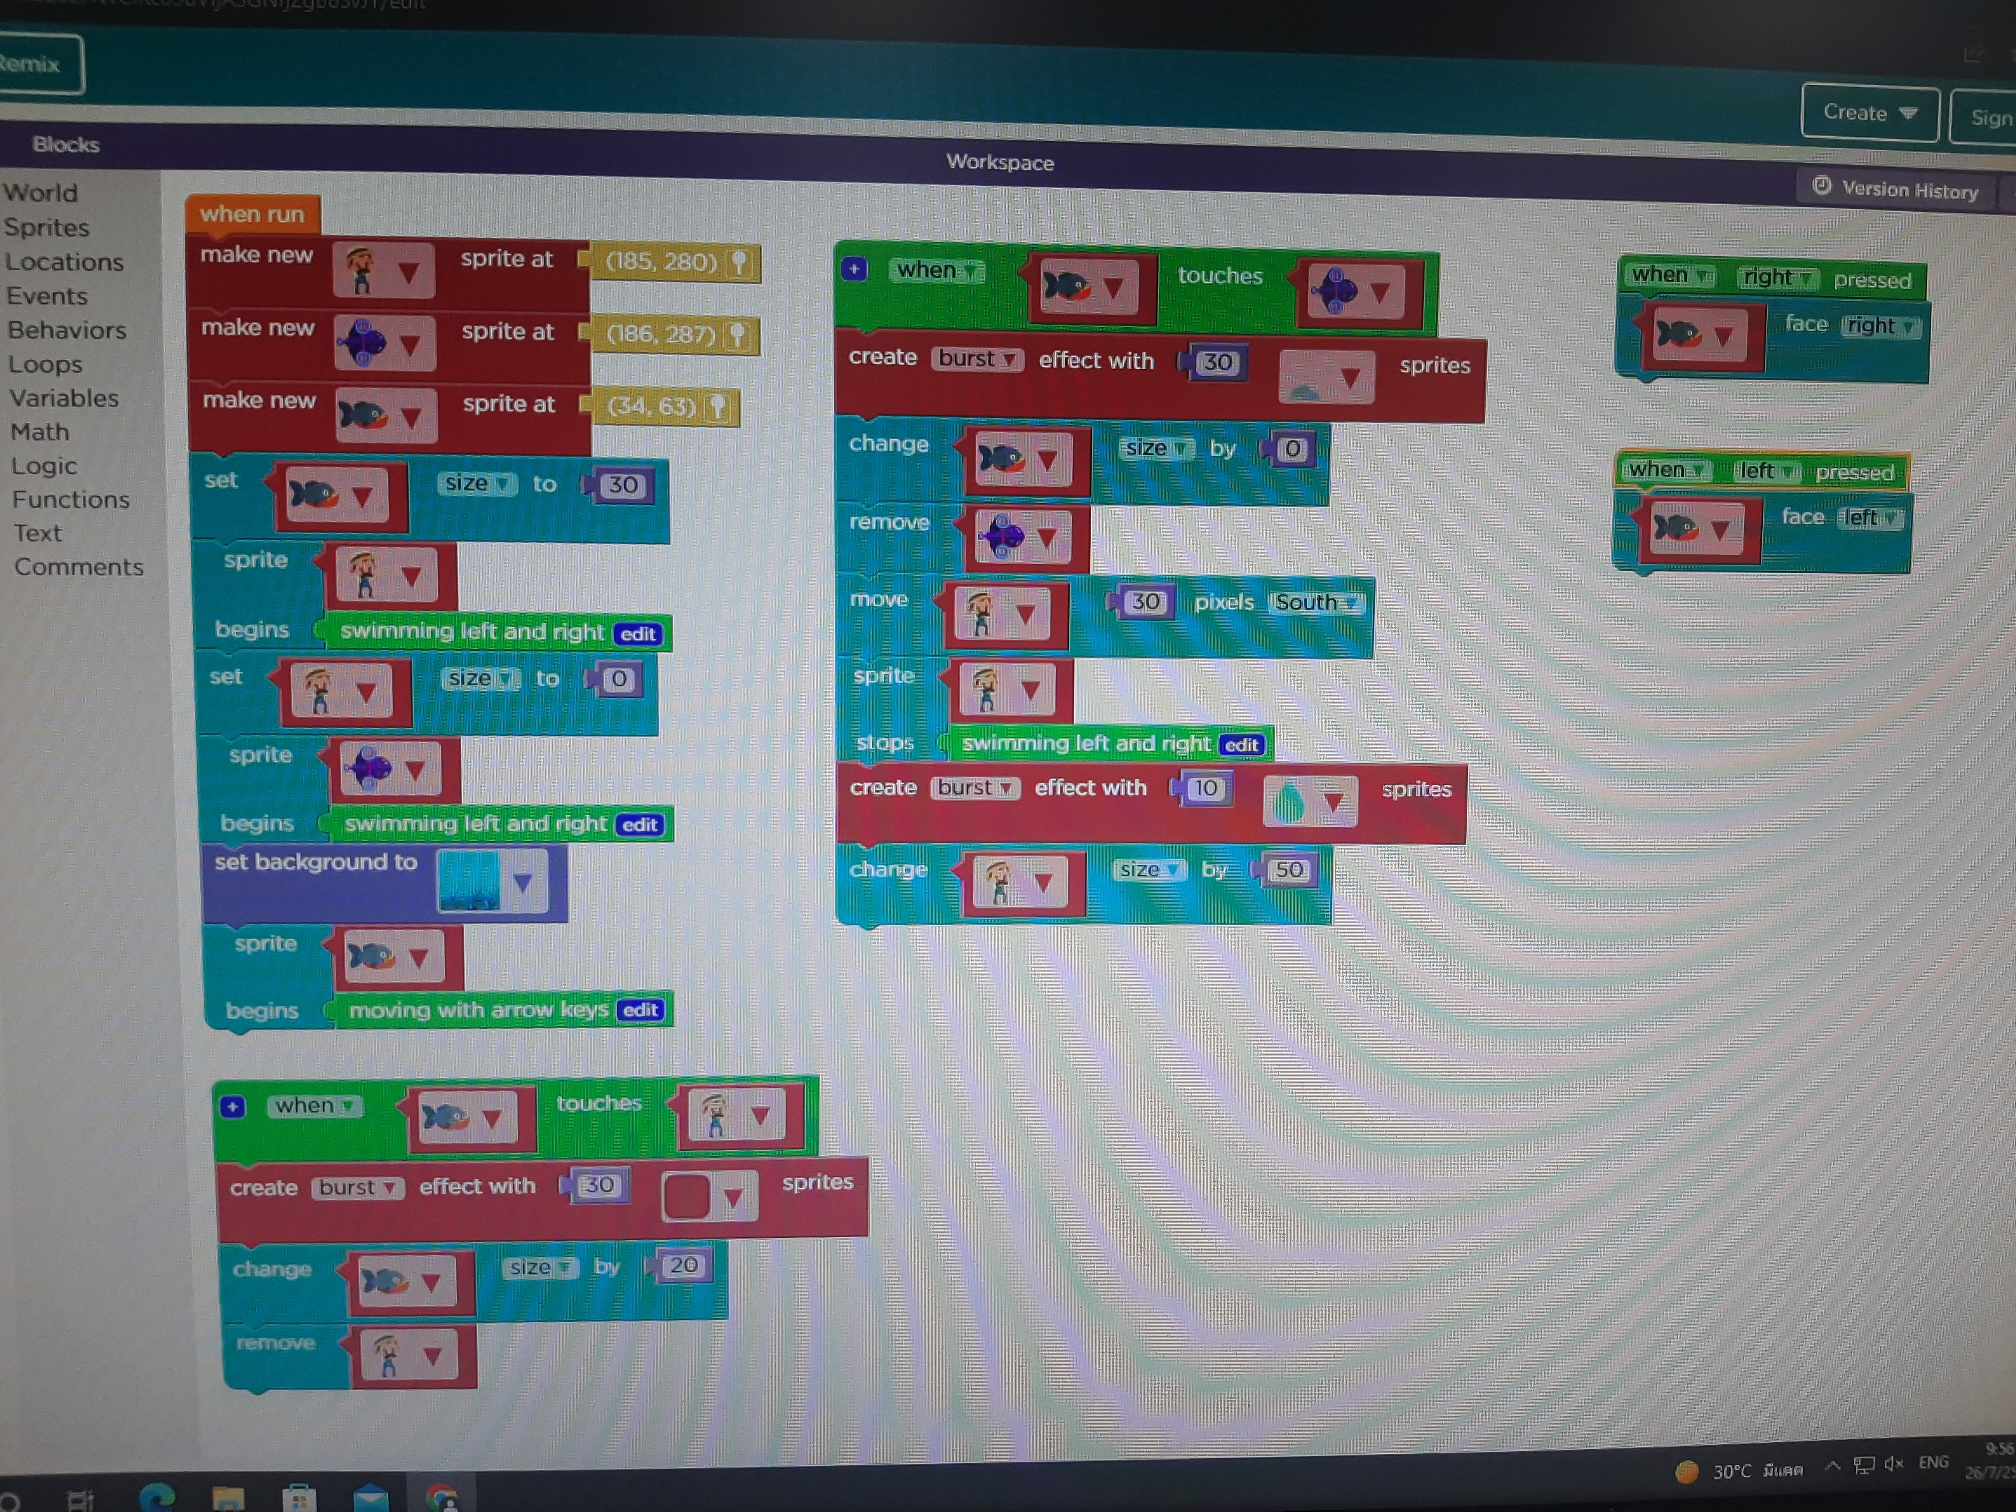 Remix
Create
Sign
Blocks
Workspace
Version History
World
Sprites
Locations
Events
Behaviors
Loops
Variables
Math
Logic
Functions
Text
Comments
when run
make new sprite at (185, 280)
make new sprite at (186, 287)
make new sprite at (34, 63)
set size to 30
sprite
begins swimming left and right edit
set size to 0
sprite
begins swimming left and right edit
set background to
sprite
begins moving with arrow keys edit
when touches
create burst effect with 30 sprites
change size by 20
remove
+ when touches
create burst effect with 30 sprites
change size by 0
remove
move 30 pixels South
sprite
stops swimming left and right edit
create burst effect with 10 sprites
change size by 50
when right pressed
face right
when left pressed
face left
30°C มีแดด ENG
9:56